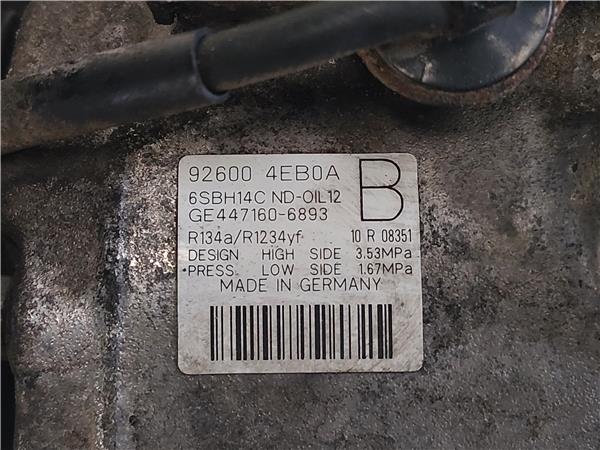 92600 4EB0A
B
6SBH14C ND-OIL12
GE447160-6893
R134a/R1234yf 10 R 08351
DESIGN HIGH SIDE 3.53MPa
•PRESS. LOW SIDE 1.67MPa
MADE IN GERMANY